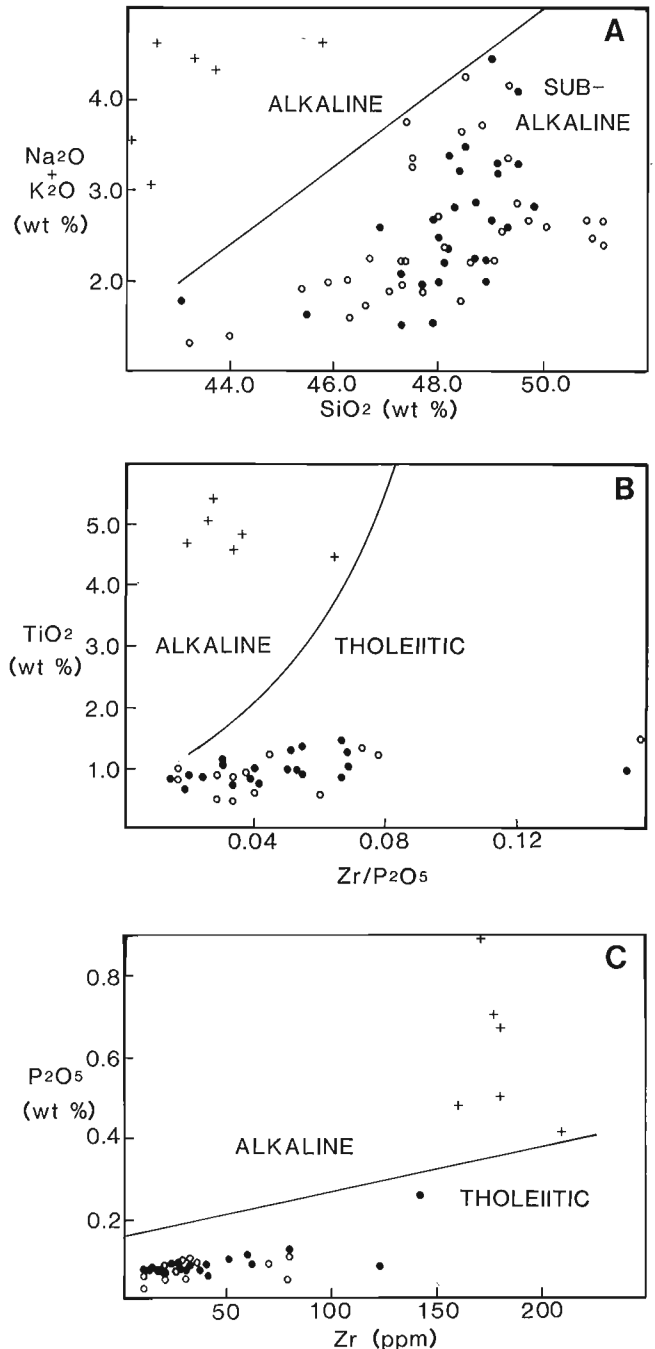 A
ALKALINE
SUB-
ALKALINE
4.0
3.0
2.0
Na2O
+
K2O
(wt %)
44.0 46.0 48.0 50.0
SiO2 (wt %)
B
5.0
4.0
3.0
2.0
1.0
TiO2
(wt %)
ALKALINE THOLEIITIC
0.04 0.08 0.12
Zr/P2O5
C
0.8
0.6
0.4
0.2
P2O5
(wt %)
ALKALINE
THOLEIITIC
50 100 150 200
Zr (ppm)